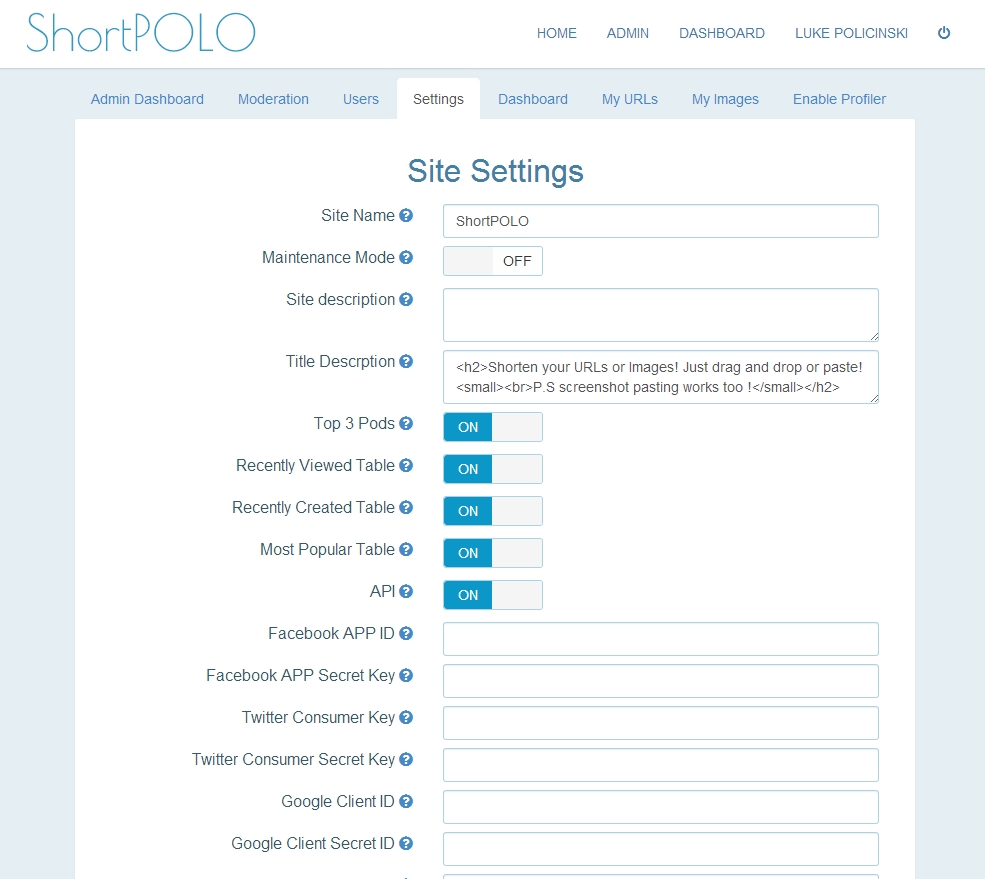 ShortPOLO
HOME ADMIN DASHBOARD LUKE POLICINSKI
Admin Dashboard Moderation Users Settings Dashboard My URLs My Images Enable Profiler
Site Settings
Site Name ? ShortPOLO
Maintenance Mode ? OFF
Site description ?
Title Descrption ? <h2>Shorten your URLs or Images! Just drag and drop or paste!
<small><br>P.S screenshot pasting works too !</small></h2>
Top 3 Pods ? ON
Recently Viewed Table ? ON
Recently Created Table ? ON
Most Popular Table ? ON
API ? ON
Facebook APP ID ?
Facebook APP Secret Key ?
Twitter Consumer Key ?
Twitter Consumer Secret Key ?
Google Client ID ?
Google Client Secret ID ?